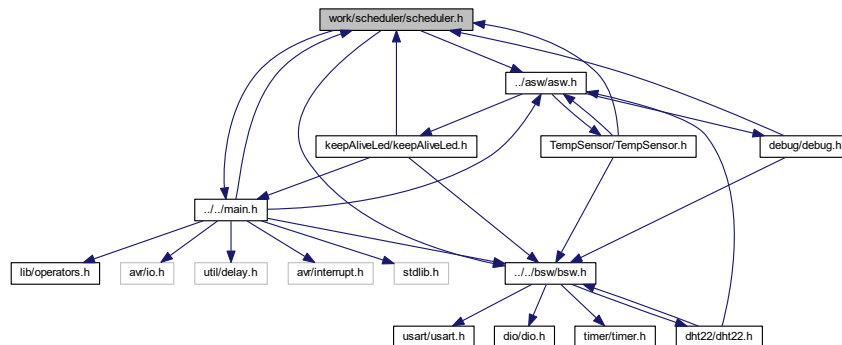 work/scheduler/scheduler.h
../asw/asw.h
keepAliveLed/keepAliveLed.h
TempSensor/TempSensor.h
debug/debug.h
../../main.h
lib/operators.h
avr/io.h
util/delay.h
avr/interrupt.h
stdlib.h
../../bsw/bsw.h
usart/usart.h
dio/dio.h
timer/timer.h
dht22/dht22.h